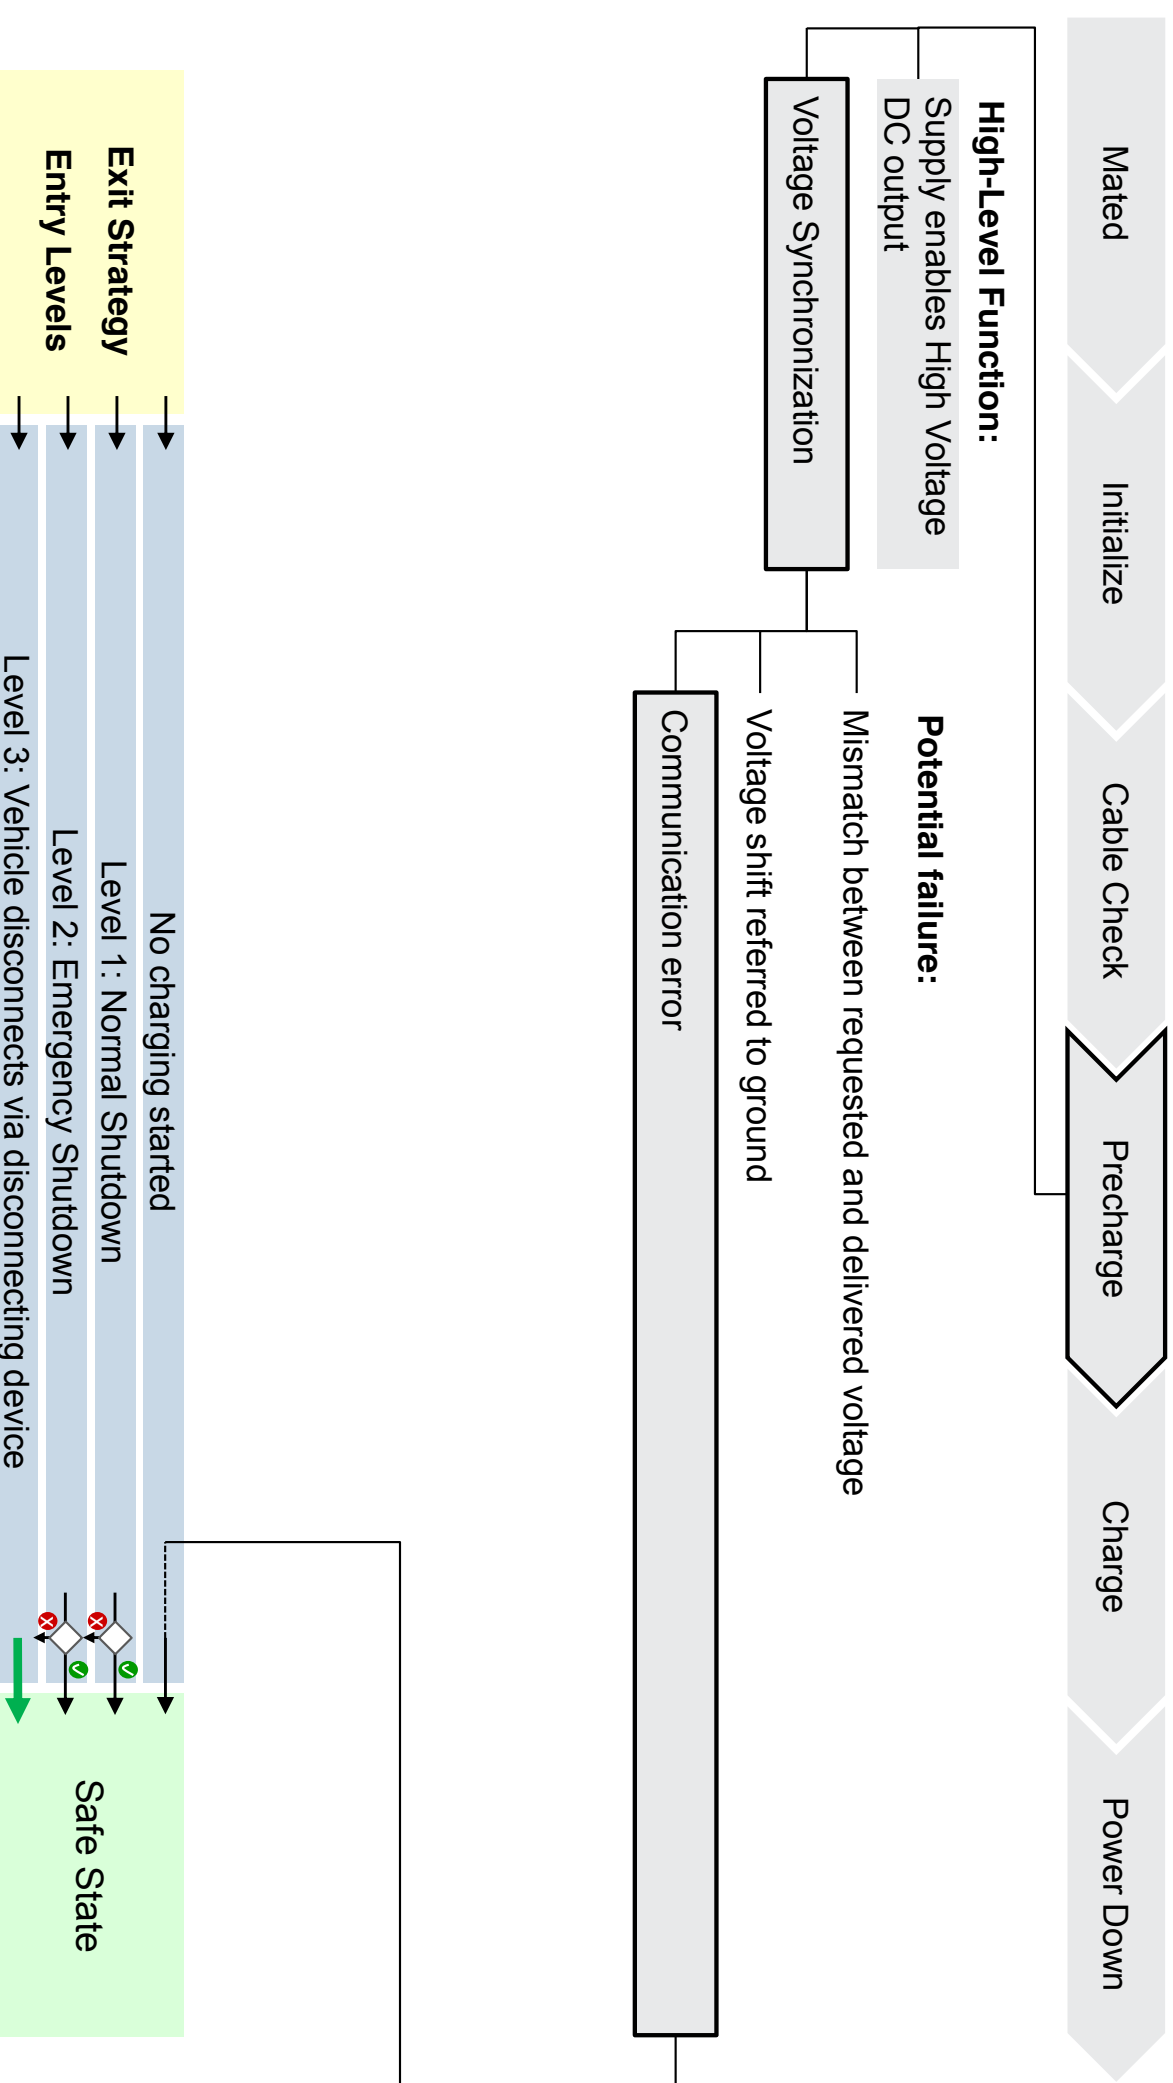 Mated
Initialize
Cable Check
Precharge
Charge
Power Down
High-Level Function:
Supply enables High Voltage
DC output
Voltage Synchronization
Potential failure:
Mismatch between requested and delivered voltage
Voltage shift referred to ground
Communication error
Exit Strategy
Entry Levels
No charging started
Level 1: Normal Shutdown
Level 2: Emergency Shutdown
Level 3: Vehicle disconnects via disconnecting device
Safe State